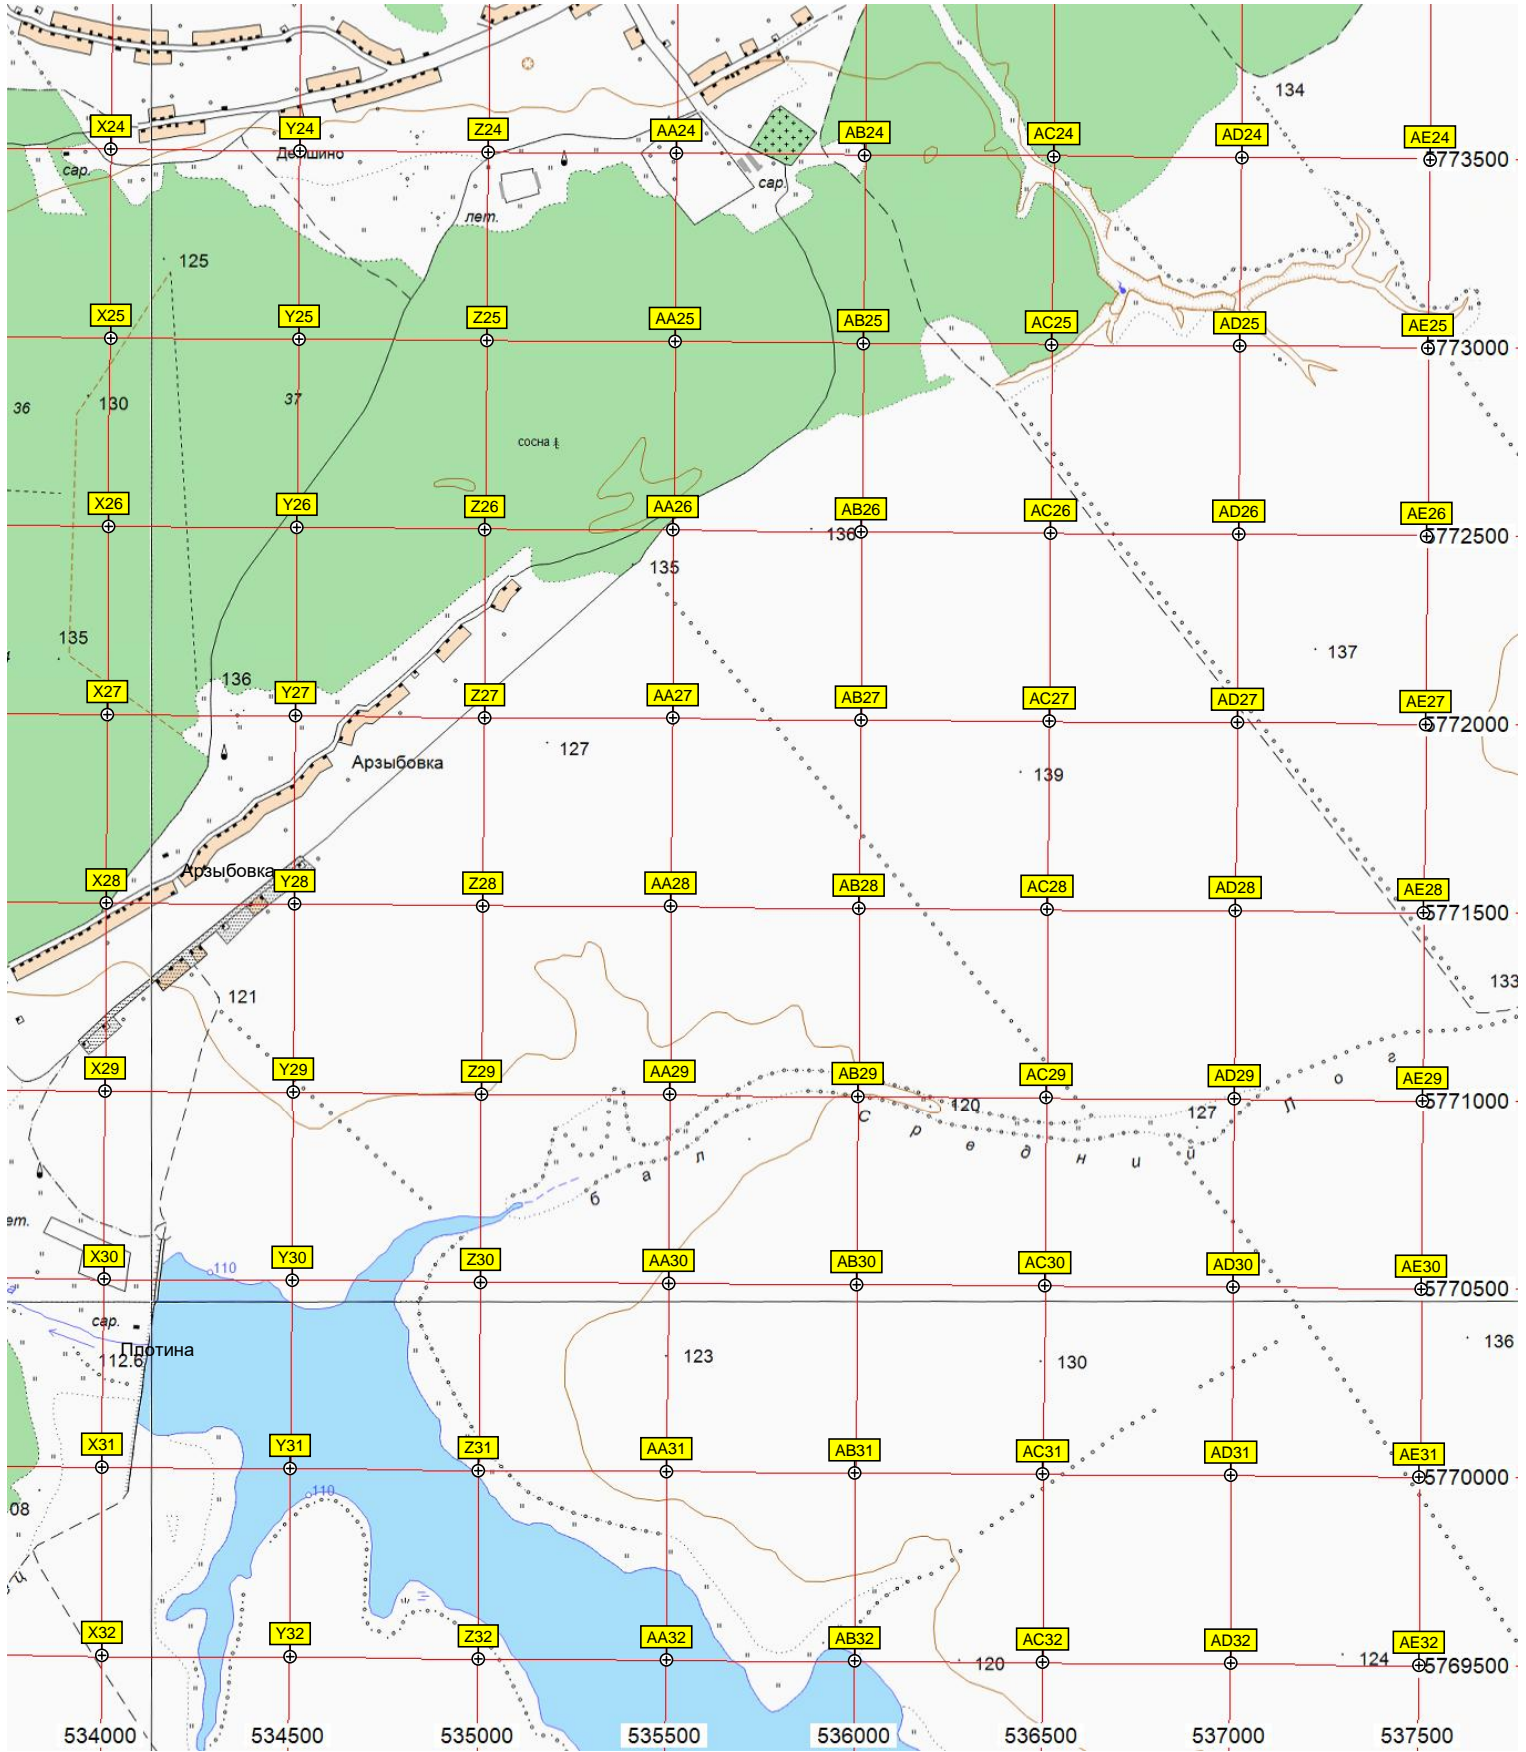 134
X24 Y24 Z24 AA24 AB24 AC24 AD24 AE24
Демшино
5773500
сар.
сар.
лет.
125
X25 Y25 Z25 AA25 AB25 AC25 AD25 AE25
5773000
36
130
37
сосна
X26 Y26 Z26 AA26 AB26 AC26 AD26 AE26
136
5772500
135
135
137
136
X27 Y27 Z27 AA27 AB27 AC27 AD27 AE27
5772000
127
Арзыбовка
139
Арзыбовка
X28 Y28 Z28 AA28 AB28 AC28 AD28 AE28
5771500
133
121
X29 Y29 Z29 AA29 AB29 AC29 AD29 AE29
5771000
120
127
бал Средний Лог
ет.
X30 Y30 Z30 AA30 AB30 AC30 AD30 AE30
110
5770500
сар.
Плотина
112.6
123
130
136
X31 Y31 Z31 AA31 AB31 AC31 AD31 AE31
5770000
110
08
ц
X32 Y32 Z32 AA32 AB32 AC32 AD32 AE32
120
124
5769500
534000 534500 535000 535500 536000 536500 537000 537500